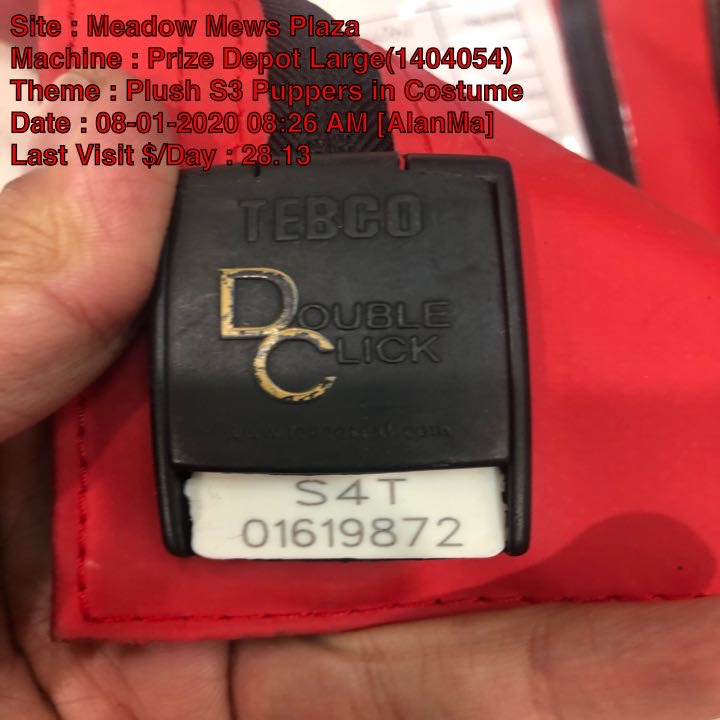 Site : Meadow Mews Plaza
Machine : Prize Depot Large(1404054)
Theme : Plush S3 Puppers in Costume
Date : 08-01-2020 08:26 AM [AlanMa]
Last Visit $/Day : 28.13
TEBCO
DOUBLE
CLICK
S4T
01619872